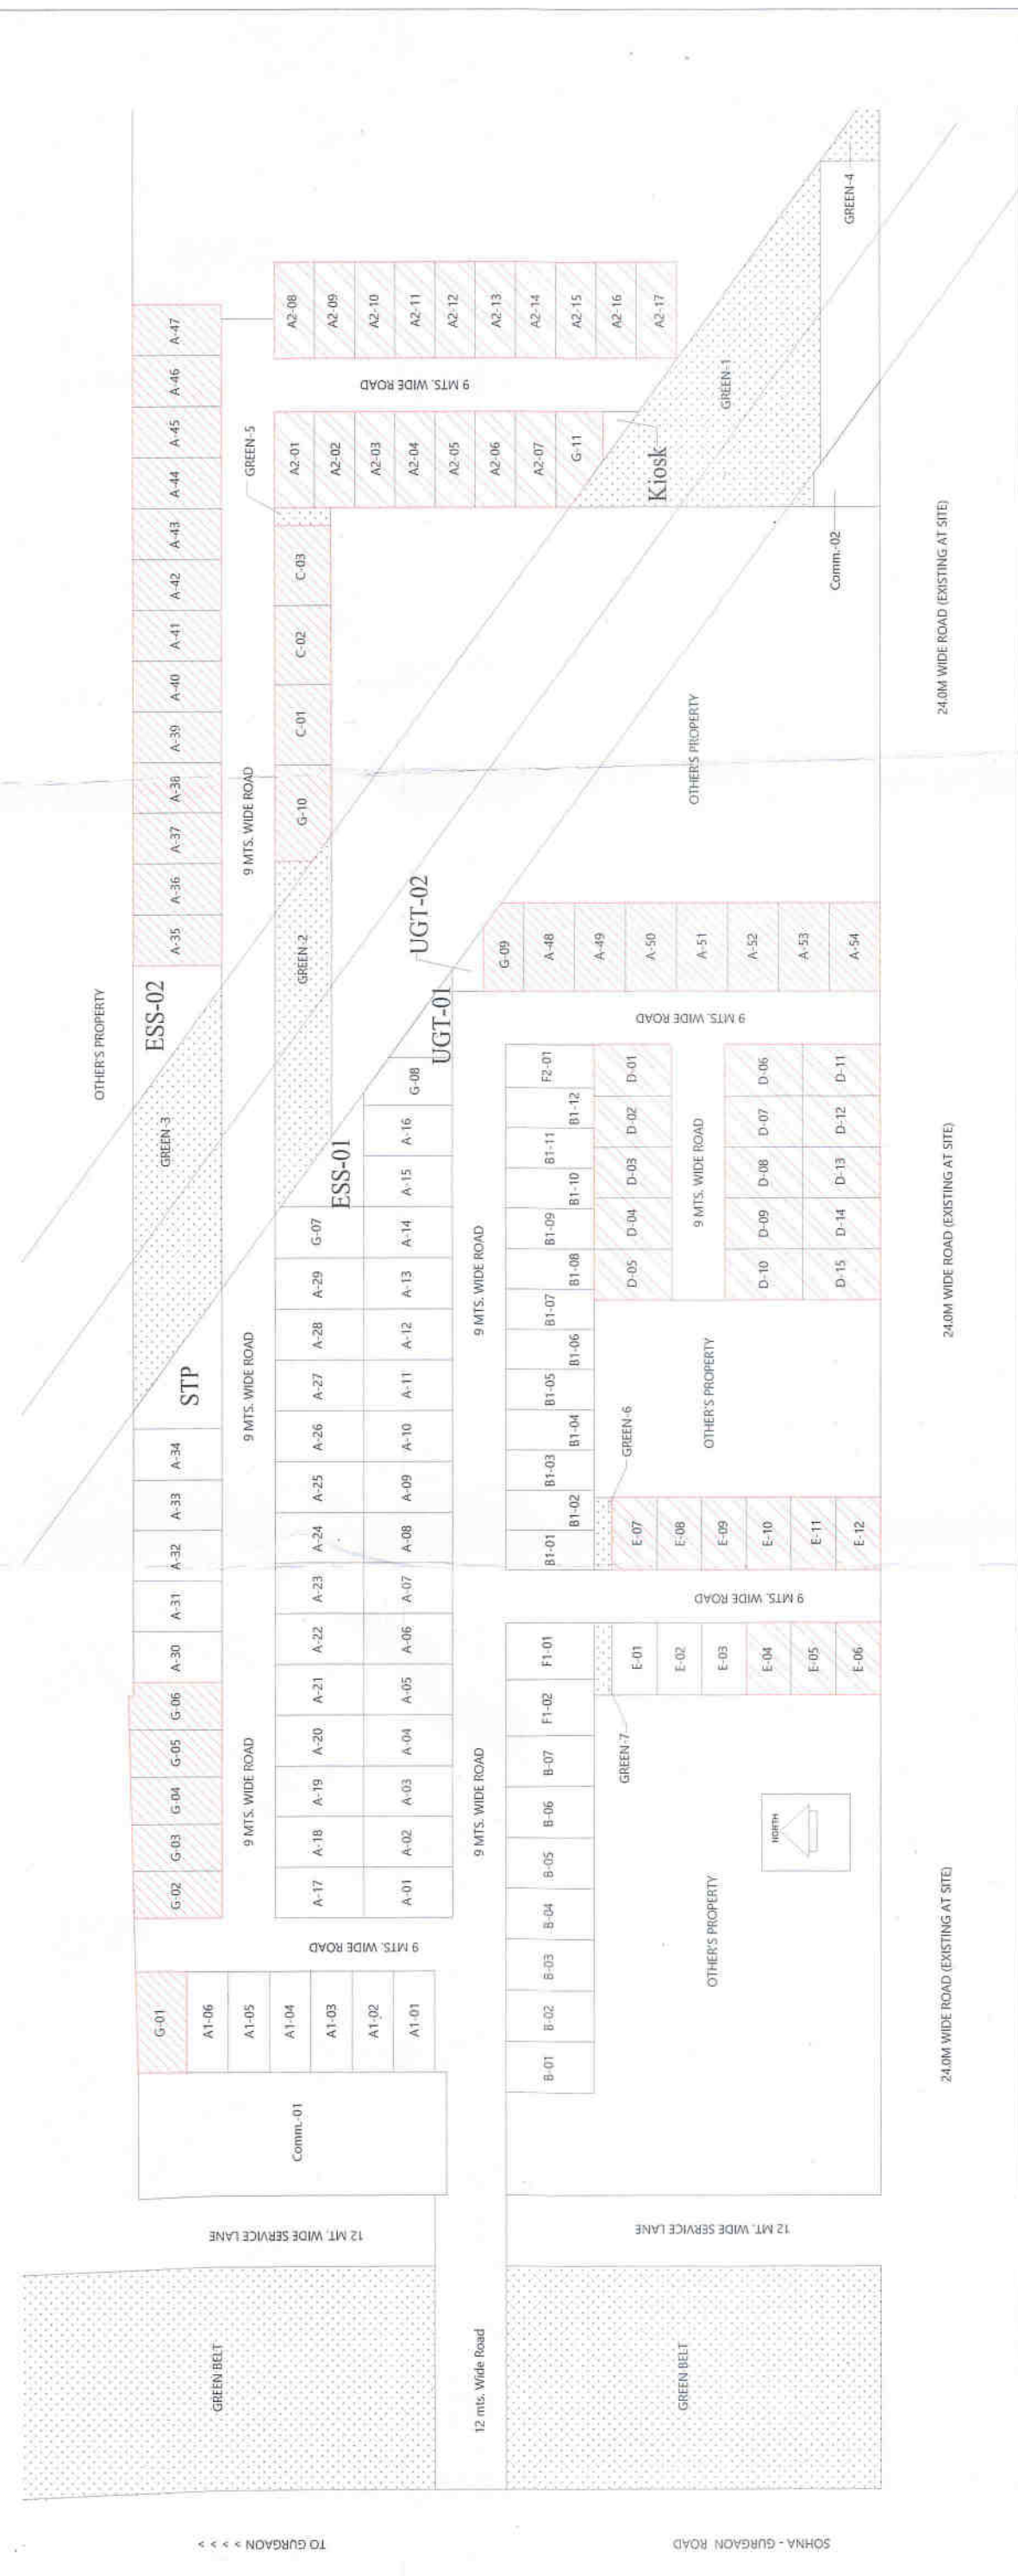 OTHER'S PROPERTY
A-47
A-46
A-45
A-44
A-43
A-42
A-41
A-40
A-39
A-38
A-37
A-36
A-35
ESS-02
GREEN-3
STP
A-34
A-33
A-32
A-31
A-30
G-06
G-05
G-04
G-03
G-02
9 MTS. WIDE ROAD
9 MTS. WIDE ROAD
9 MTS. WIDE ROAD
GREEN-5
A2-08
A2-09
A2-10
A2-11
A2-12
A2-13
A2-14
A2-15
A2-16
A2-17
9 MTS. WIDE ROAD
A2-01
A2-02
A2-03
A2-04
A2-05
A2-06
A2-07
G-11
Kiosk
GREEN-1
GREEN-4
Comm.-02
C-03
C-02
C-01
G-10
GREEN-2
ESS-01
G-07
A-29
A-28
A-27
A-26
A-25
A-24
A-23
A-22
A-21
A-20
A-19
A-18
A-17
UGT-02
UGT-01
G-08
A-16
A-15
A-14
A-13
A-12
A-11
A-10
A-09
A-08
A-07
A-06
A-05
A-04
A-03
A-02
A-01
9 MTS. WIDE ROAD
9 MTS. WIDE ROAD
OTHER'S PROPERTY
G-09
A-48
A-49
A-50
A-51
A-52
A-53
A-54
9 MTS. WIDE ROAD
F2-01
B1-12
B1-11
B1-10
B1-09
B1-08
B1-07
B1-06
B1-05
B1-04
B1-03
B1-02
B1-01
D-01
D-02
D-03
D-04
D-05
9 MTS. WIDE ROAD
D-06
D-07
D-08
D-09
D-10
D-11
D-12
D-13
D-14
D-15
OTHER'S PROPERTY
GREEN-6
E-07
E-08
E-09
E-10
E-11
E-12
9 MTS. WIDE ROAD
F1-01
F1-02
B-07
B-06
B-05
B-04
B-03
B-02
B-01
E-01
E-02
E-03
E-04
E-05
E-06
GREEN-7
NORTH
OTHER'S PROPERTY
9 MTS. WIDE ROAD
G-01
A1-06
A1-05
A1-04
A1-03
A1-02
A1-01
Comm.-01
12 MT. WIDE SERVICE LANE
12 MT. WIDE SERVICE LANE
GREEN BELT
12 mts. Wide Road
GREEN BELT
24.0M WIDE ROAD (EXISTING AT SITE)
24.0M WIDE ROAD (EXISTING AT SITE)
24.0M WIDE ROAD (EXISTING AT SITE)
TO GURGAON > > > >
SOHNA - GURGAON ROAD